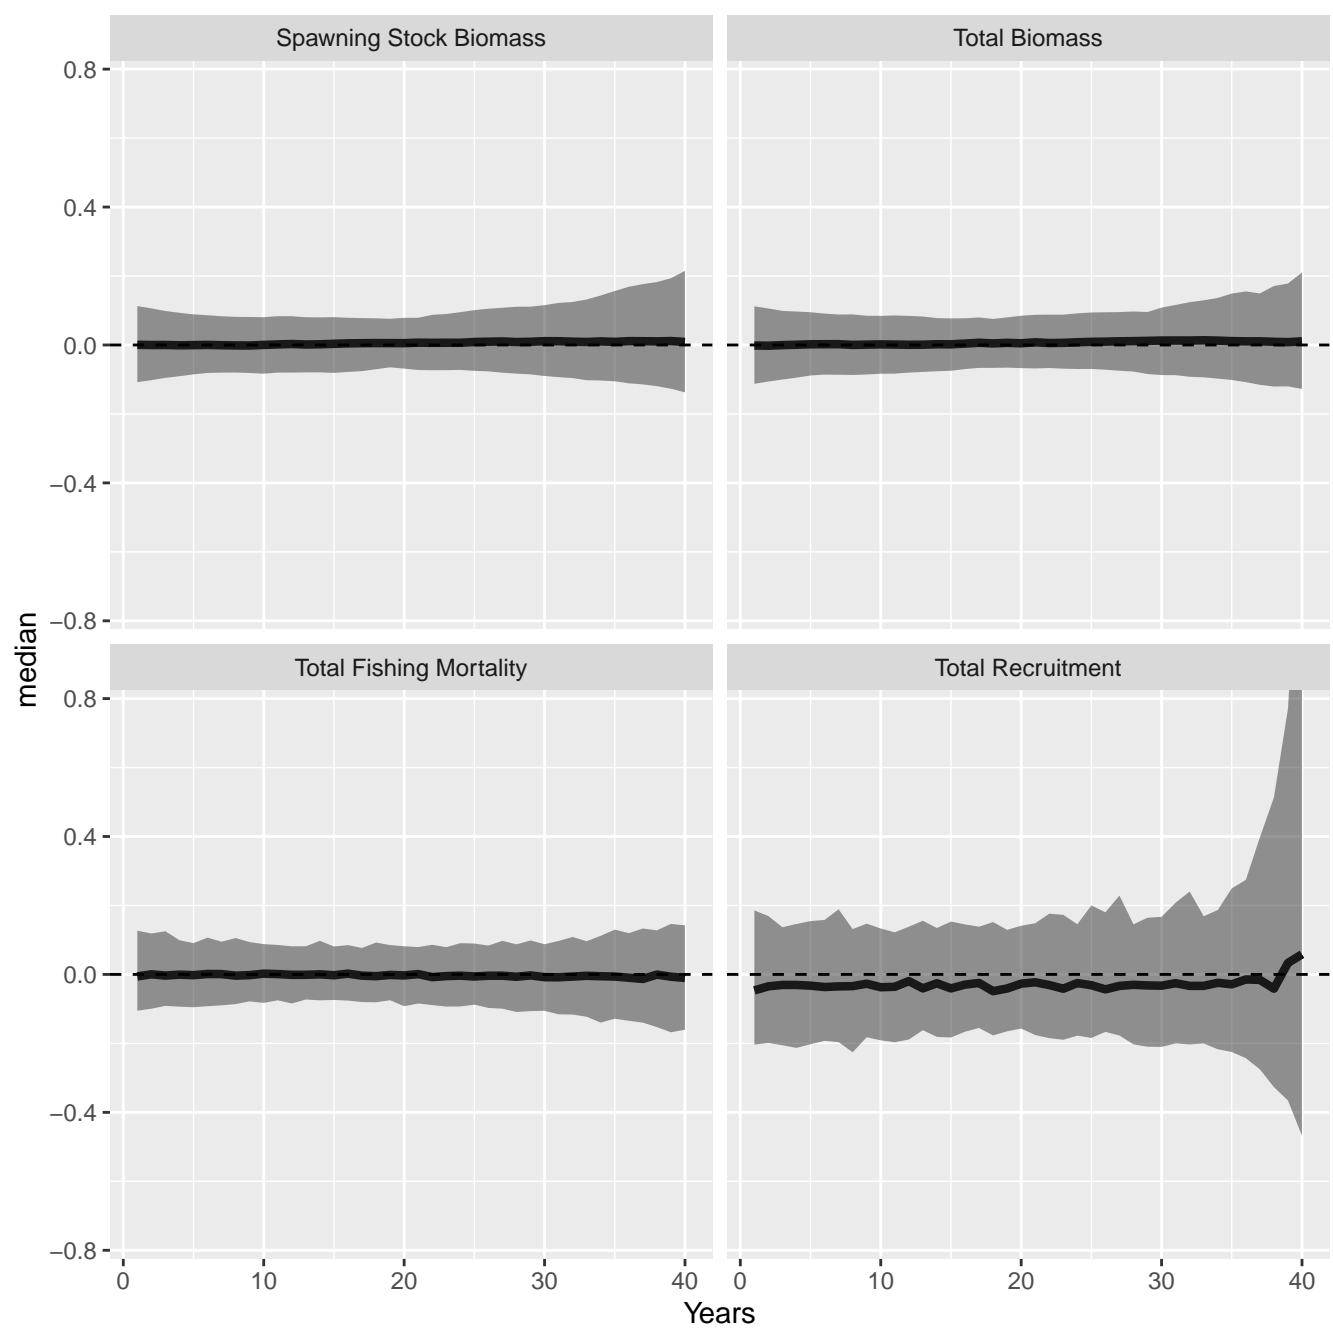 Spawning Stock Biomass
Total Biomass
0.8
0.4
0.0
−0.4
−0.8
median
Total Fishing Mortality
Total Recruitment
0.8
0.4
0.0
−0.4
−0.8
0 10 20 30 40
0 10 20 30 40
Years